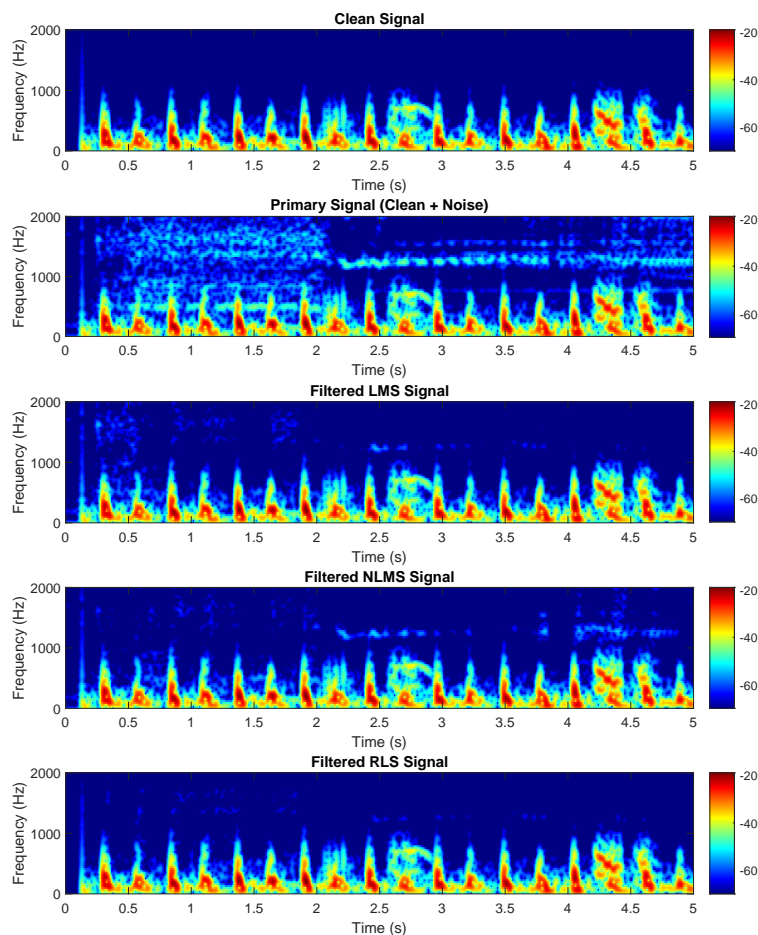 Clean Signal
2000
1000
0
Frequency (Hz)
0 0.5 1 1.5 2 2.5 3 3.5 4 4.5 5
Time (s)
-20
-40
-60
Primary Signal (Clean + Noise)
2000
1000
0
Frequency (Hz)
0 0.5 1 1.5 2 2.5 3 3.5 4 4.5 5
Time (s)
-20
-40
-60
Filtered LMS Signal
2000
1000
0
Frequency (Hz)
0 0.5 1 1.5 2 2.5 3 3.5 4 4.5 5
Time (s)
-20
-40
-60
Filtered NLMS Signal
2000
1000
0
Frequency (Hz)
0 0.5 1 1.5 2 2.5 3 3.5 4 4.5 5
Time (s)
-20
-40
-60
Filtered RLS Signal
2000
1000
0
Frequency (Hz)
0 0.5 1 1.5 2 2.5 3 3.5 4 4.5 5
Time (s)
-20
-40
-60